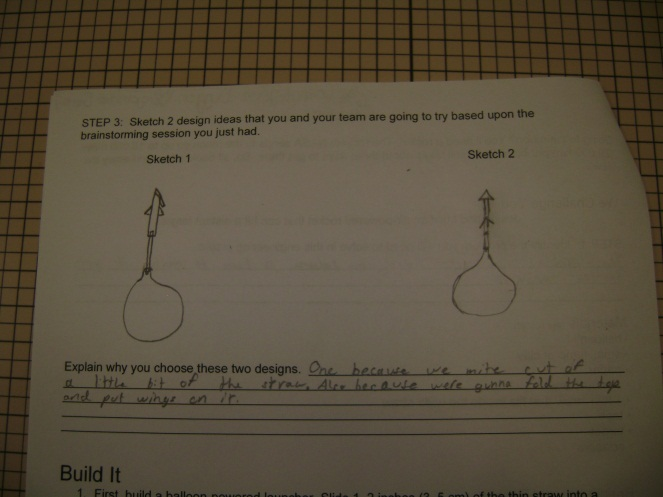 STEP 3: Sketch 2 design ideas that you and your team are going to try based upon the
brainstorming session you just had.
Sketch 1 Sketch 2
Explain why you choose these two designs. One because we mite cut of
a little bit of the straw, Also because were gunna fold the tops
and put wings on it.
Build It
1. First, build a balloon-powered launcher. Slide 1-2 inches (3-5 cm) of the thin straw into a